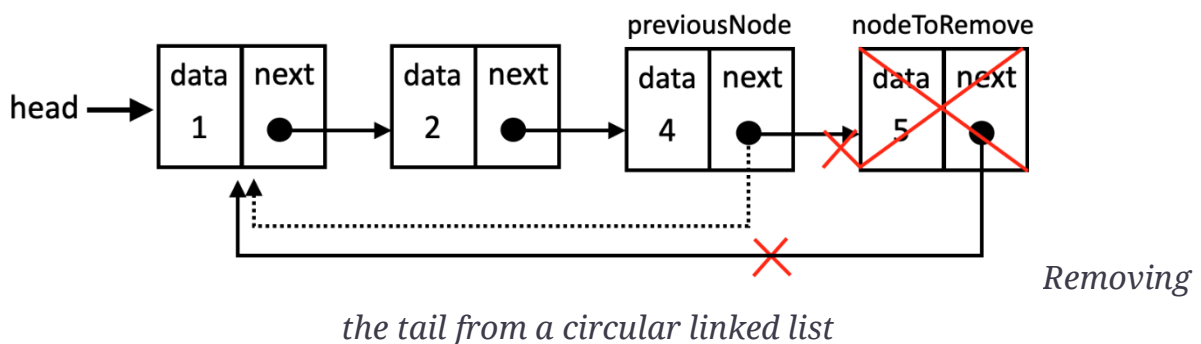 previousNode nodeToRemove
head data next data next data next data next
1 2 4 5
Removing
the tail from a circular linked list